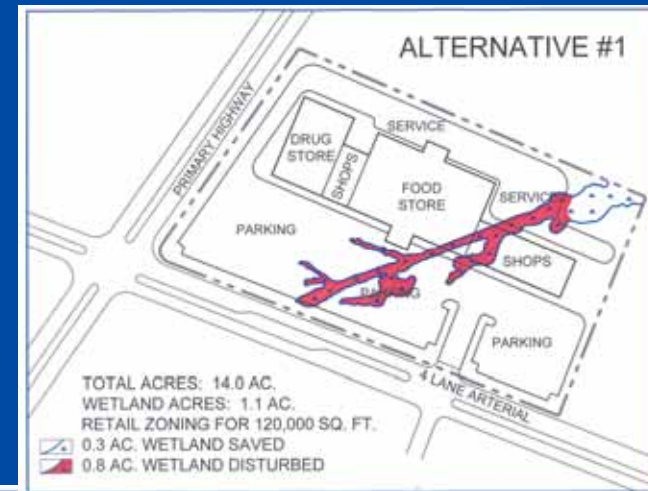 ALTERNATIVE #1
PRIMARY HIGHWAY
SERVICE
DRUG
STORE
SHOPS
FOOD
STORE
SERVICE
PARKING
SHOPS
PARKING
PARKING
4 LANE ARTERIAL
TOTAL ACRES: 14.0 AC.
WETLAND ACRES: 1.1 AC.
RETAIL ZONING FOR 120,000 SQ. FT.
0.3 AC. WETLAND SAVED
0.8 AC. WETLAND DISTURBED